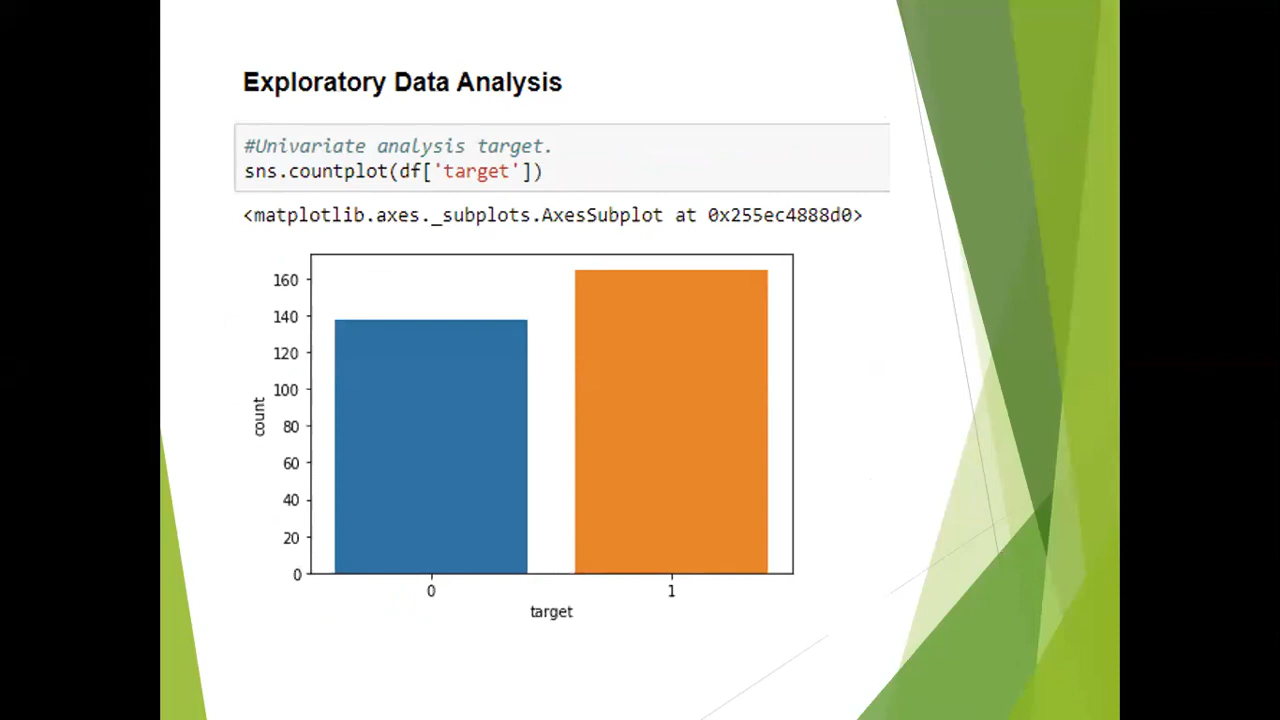 Exploratory Data Analysis
#Univariate analysis target.
sns.countplot(df['target'])
<matplotlib.axes._subplots.AxesSubplot at 0x255ec4888d0>
160
140
120
100
80
60
40
20
0
count
0 1
target